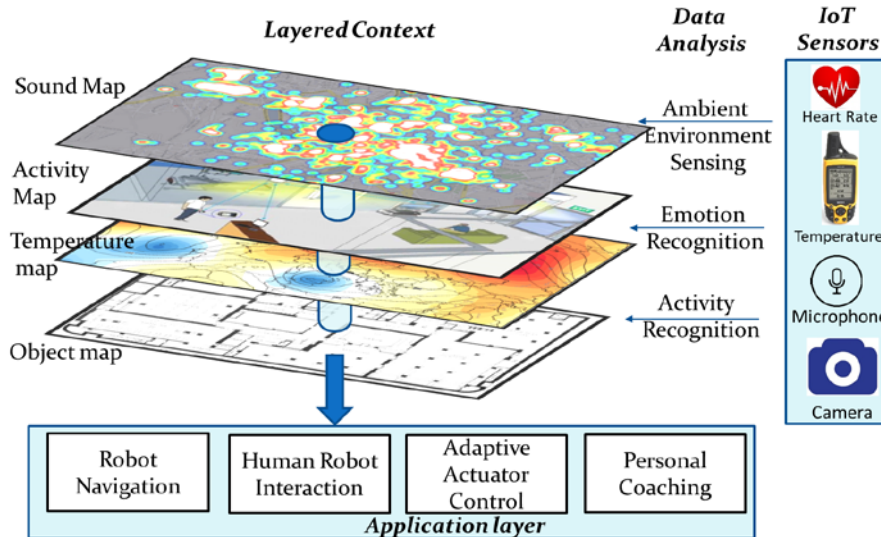 Layered Context
Data
Analysis
IoT
Sensors
Sound Map
Activity
Map
Temperature
map
Object map
Ambient
Environment
Sensing
Emotion
Recognition
Activity
Recognition
Heart Rate
Temperature
Microphone
Camera
Robot
Navigation
Human Robot
Interaction
Adaptive
Actuator
Control
Personal
Coaching
Application layer